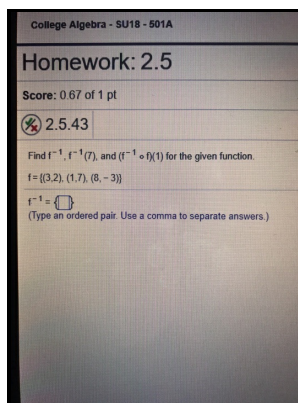 College Algebra - SU18 - 501A
Homework: 2.5
Score: 0.67 of 1 pt
2.5.43
Find f⁻¹, f⁻¹(7), and (f⁻¹ ∘ f)(1) for the given function.
f = {(3,2), (1,7), (8, − 3)}
f⁻¹ = { }
(Type an ordered pair. Use a comma to separate answers.)